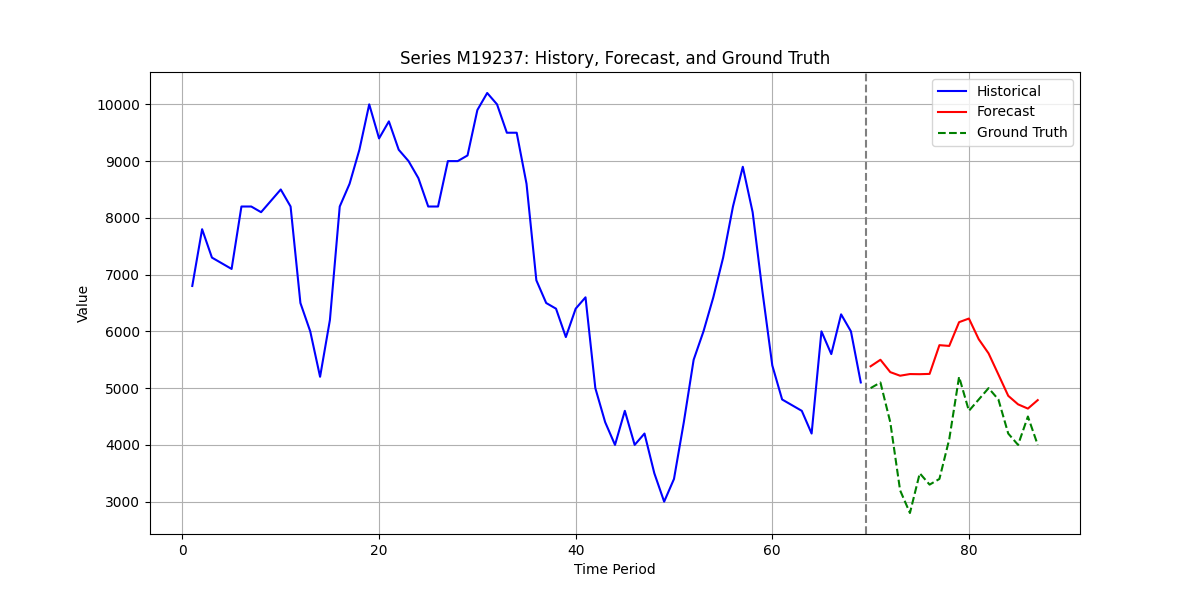 Series M19237: History, Forecast, and Ground Truth
Historical
Forecast
Ground Truth
Value
10000
9000
8000
7000
6000
5000
4000
3000
0
20
40
60
80
Time Period